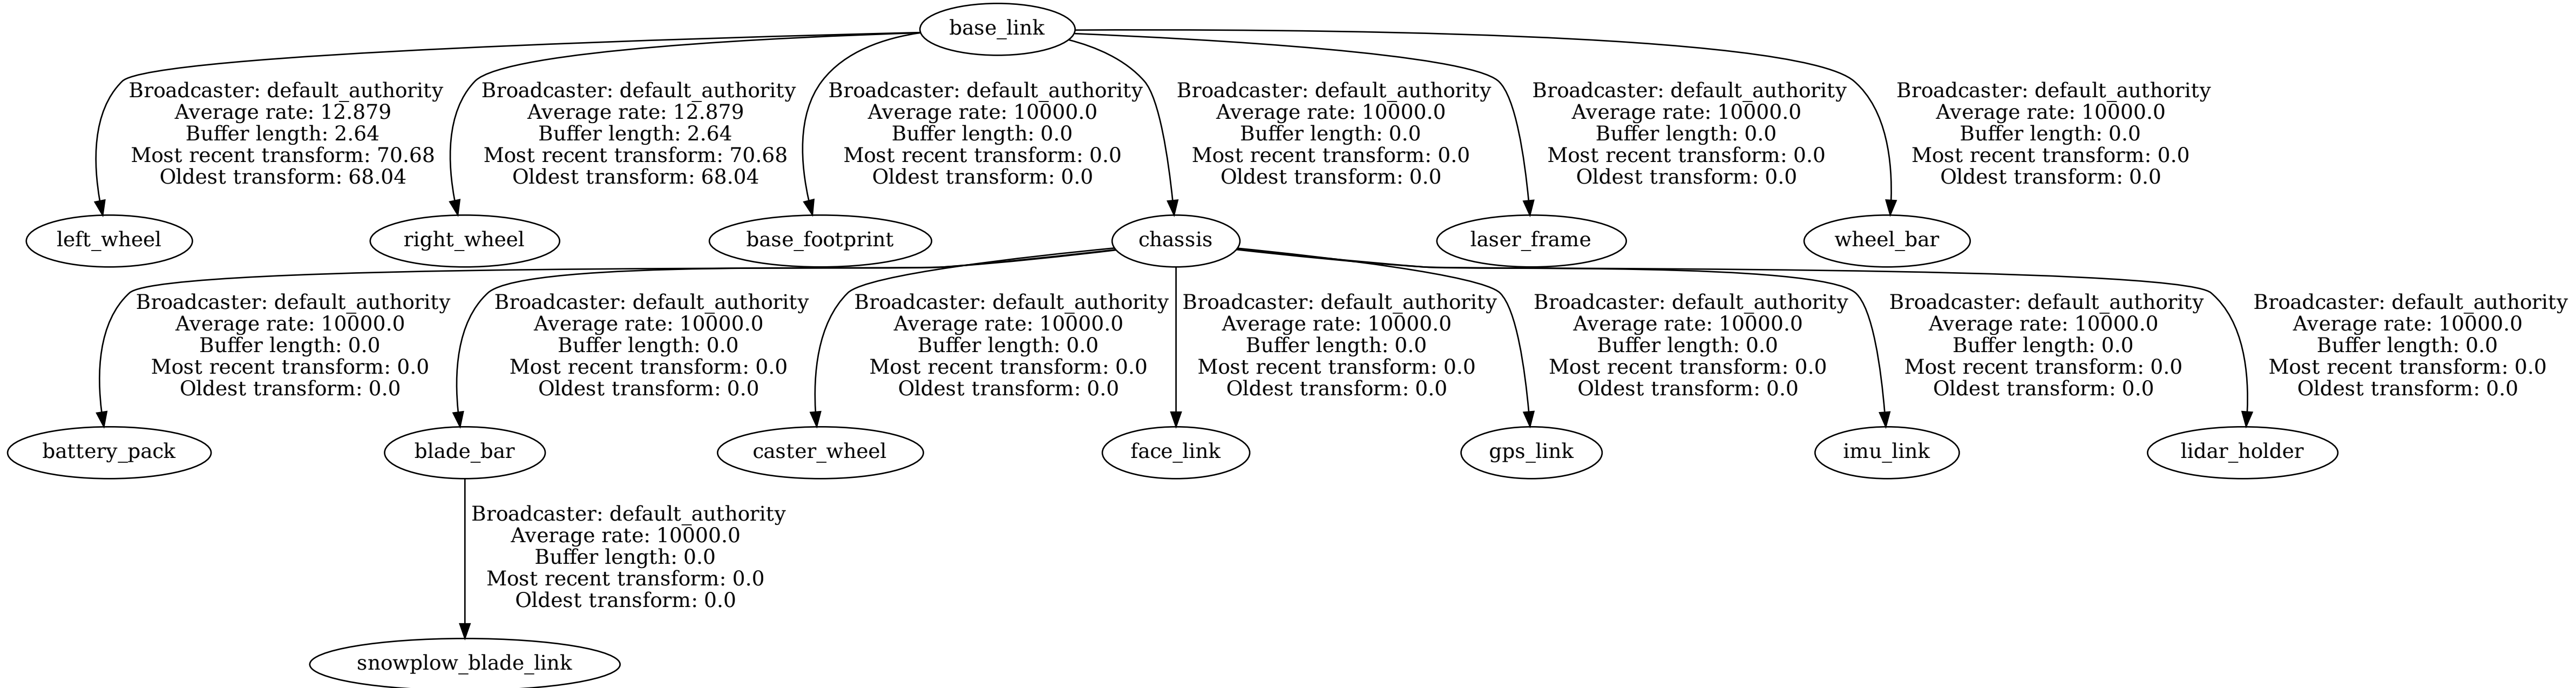 base_link
Broadcaster: default_authority
Average rate: 12.879
Buffer length: 2.64
Most recent transform: 70.68
Oldest transform: 68.04
Broadcaster: default_authority
Average rate: 12.879
Buffer length: 2.64
Most recent transform: 70.68
Oldest transform: 68.04
Broadcaster: default_authority
Average rate: 10000.0
Buffer length: 0.0
Most recent transform: 0.0
Oldest transform: 0.0
Broadcaster: default_authority
Average rate: 10000.0
Buffer length: 0.0
Most recent transform: 0.0
Oldest transform: 0.0
Broadcaster: default_authority
Average rate: 10000.0
Buffer length: 0.0
Most recent transform: 0.0
Oldest transform: 0.0
Broadcaster: default_authority
Average rate: 10000.0
Buffer length: 0.0
Most recent transform: 0.0
Oldest transform: 0.0
left_wheel
right_wheel
base_footprint
chassis
laser_frame
wheel_bar
Broadcaster: default_authority
Average rate: 10000.0
Buffer length: 0.0
Most recent transform: 0.0
Oldest transform: 0.0
Broadcaster: default_authority
Average rate: 10000.0
Buffer length: 0.0
Most recent transform: 0.0
Oldest transform: 0.0
Broadcaster: default_authority
Average rate: 10000.0
Buffer length: 0.0
Most recent transform: 0.0
Oldest transform: 0.0
Broadcaster: default_authority
Average rate: 10000.0
Buffer length: 0.0
Most recent transform: 0.0
Oldest transform: 0.0
Broadcaster: default_authority
Average rate: 10000.0
Buffer length: 0.0
Most recent transform: 0.0
Oldest transform: 0.0
Broadcaster: default_authority
Average rate: 10000.0
Buffer length: 0.0
Most recent transform: 0.0
Oldest transform: 0.0
Broadcaster: default_authority
Average rate: 10000.0
Buffer length: 0.0
Most recent transform: 0.0
Oldest transform: 0.0
battery_pack
blade_bar
caster_wheel
face_link
gps_link
imu_link
lidar_holder
Broadcaster: default_authority
Average rate: 10000.0
Buffer length: 0.0
Most recent transform: 0.0
Oldest transform: 0.0
snowplow_blade_link